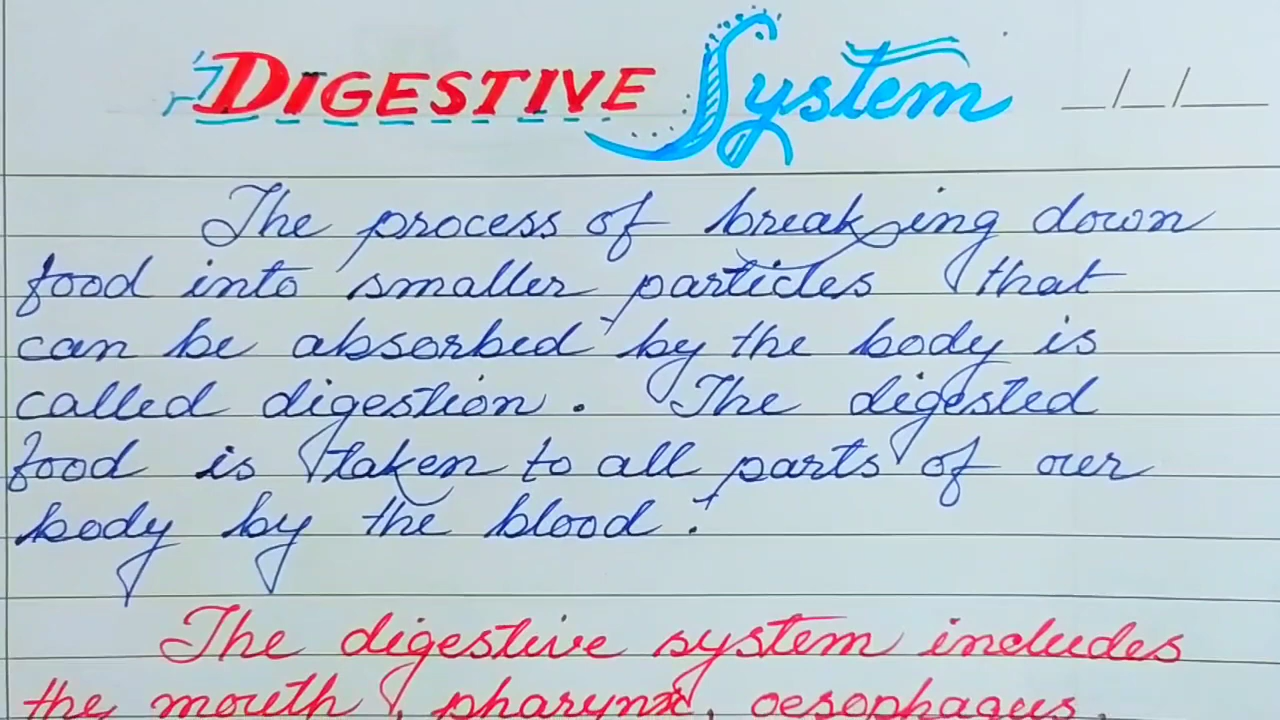 DIGESTIVE System
The process of breaking down
food into smaller particles that
can be absorbed by the body is
called digestion. The digested
food is taken to all parts of our
body by the blood.
The digestive system includes
the mouth, pharynx, oesophagus,